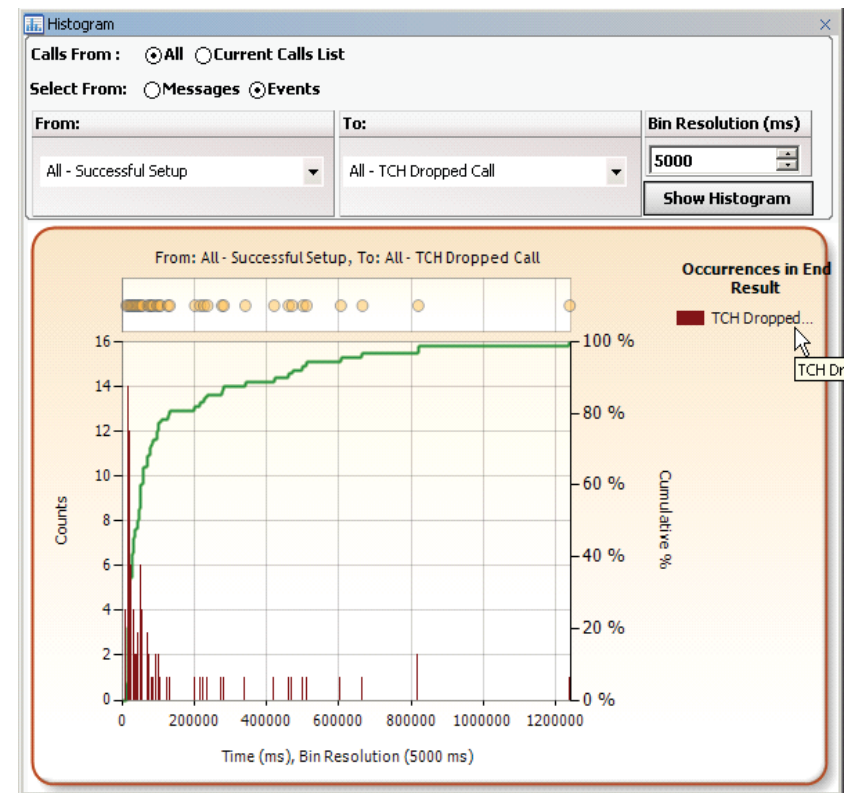 Histogram
Calls From : All Current Calls List
Select From: Messages Events
From: To: Bin Resolution (ms)
All - Successful Setup All - TCH Dropped Call 5000
Show Histogram
From: All - Successful Setup, To: All - TCH Dropped Call
Occurrences in End
Result
TCH Dropped...
TCH Dr
16 100 %
14
80 %
12
10
60 %
8
6
40 %
4
20 %
2
0 0 %
Counts
Cumulative %
0 200000 400000 600000 800000 1000000 1200000
Time (ms), Bin Resolution (5000 ms)